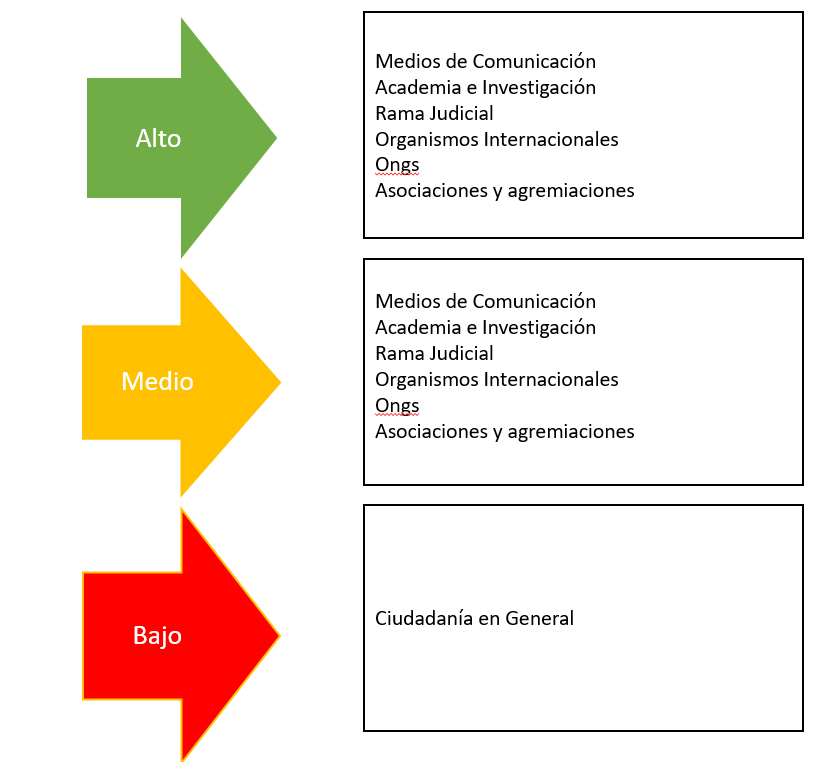 Alto
Medios de Comunicación
Academia e Investigación
Rama Judicial
Organismos Internacionales
Ongs
Asociaciones y agremiaciones
Medio
Medios de Comunicación
Academia e Investigación
Rama Judicial
Organismos Internacionales
Ongs
Asociaciones y agremiaciones
Bajo
Ciudadanía en General